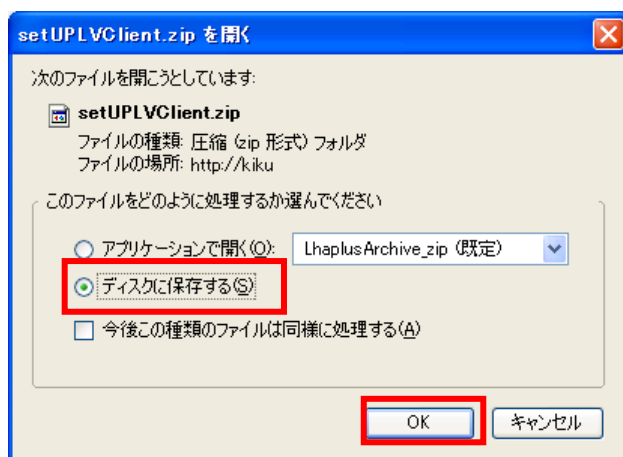 setUPLVClient.zip を開く
次のファイルを開こうとしています:
setUPLVClient.zip
ファイルの種類: 圧縮 (zip 形式) フォルダ
ファイルの場所: http://kiku
このファイルをどのように処理するか選んでください
アプリケーションで開く(O): LhaplusArchive_zip (既定)
ディスクに保存する(S)
今後この種類のファイルは同様に処理する(A)
OK キャンセル